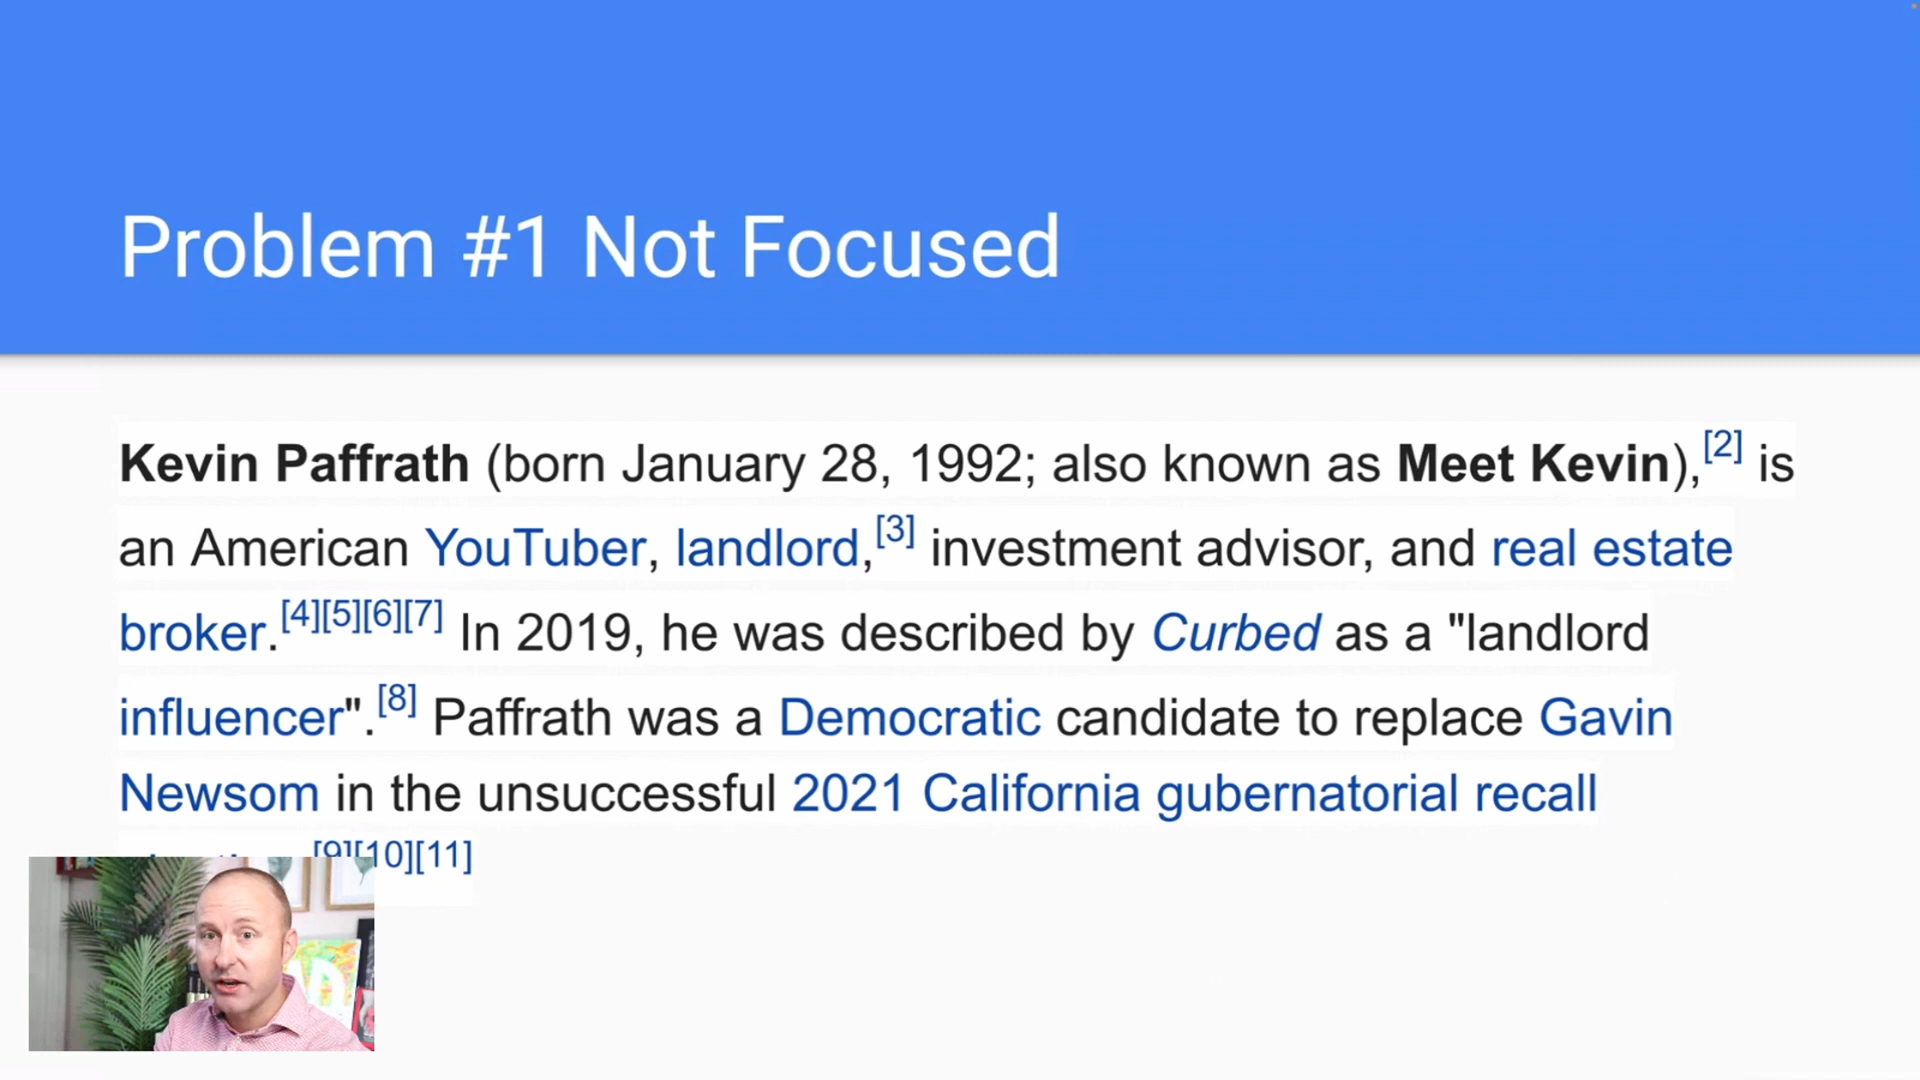 Problem #1 Not Focused
Kevin Paffrath (born January 28, 1992; also known as Meet Kevin),[2] is
an American YouTuber, landlord,[3] investment advisor, and real estate
broker.[4][5][6][7] In 2019, he was described by Curbed as a "landlord
influencer".[8] Paffrath was a Democratic candidate to replace Gavin
Newsom in the unsuccessful 2021 California gubernatorial recall
[9][10][11]